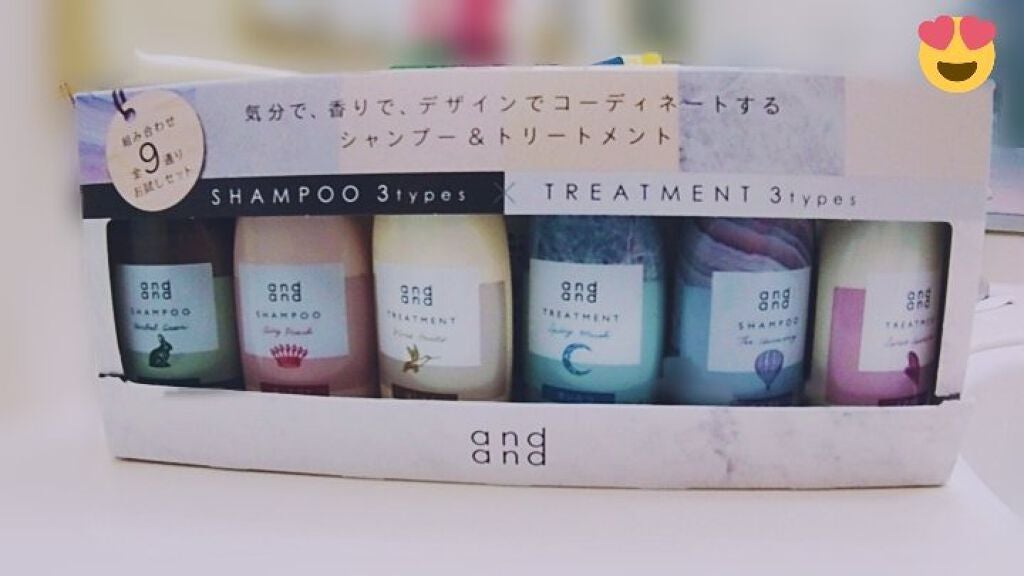 気分で、香りで、デザインでコーディネートする
シャンプー&トリートメント
組み合わせ
全9通り
お試しセット
SHAMPOO 3types × TREATMENT 3types
and
and
SHAMPOO
and
and
SHAMPOO
and
and
TREATMENT
and
and
TREATMENT
and
and
SHAMPOO
and
and
and
and